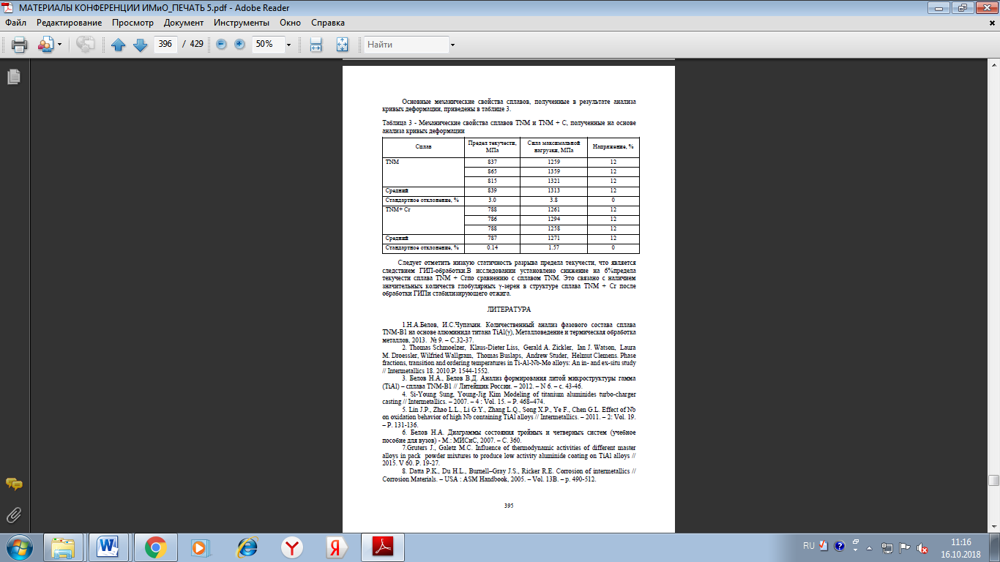 МАТЕРИАЛЫ КОНФЕРЕНЦИИ ИМиО_ПЕЧАТЬ 5.pdf - Adobe Reader
Файл Редактирование Просмотр Документ Инструменты Окно Справка
396 / 429 50% Найти
Основные механические свойства сплавов, полученные в результате анализа
кривых деформации, приведены в таблице 3.
Таблица 3 - Механические свойства сплавов TNM и TNM + C, полученные на основе
анализа кривых деформации
Сплав Предел текучести, МПа Сила максимальной нагрузки, МПа Напряжение, %
TNM 837 1259 12
865 1359 12
815 1321 12
Средний 839 1313 12
Стандартное отклонение, % 3.0 3.8 0
TNM+ Cr 788 1261 12
786 1294 12
788 1258 12
Средний 787 1271 12
Стандартное отклонение, % 0.14 1.57 0
Следует отметить низкую статичность разрыва предела текучести, что является
следствием ГИП-обработки.В исследовании установлено снижение на 6%предела
текучести сплава TNM + Crпо сравнению с сплавом TNM. Это связано с наличием
значительных количеств глобулярных γ-зерен в структуре сплава TNM + Cr после
обработки ГИПи стабилизирующего отжига.
ЛИТЕРАТУРА
1.Н.А.Белов, И.С.Чупахин. Количественный анализ фазового состава сплава
TNM-B1 на основе алюминида титана TiAl(γ), Металловедение и термическая обработка
металлов, 2013. № 9. – С.32-37.
2. Thomas Schmoelzer, Klaus-Dieter Liss, Gerald A. Zickler, Ian J. Watson, Laura
M. Droessler, Wilfried Wallgram, Thomas Buslaps, Andrew Studer, Helmut Clemens. Phase
fractions, transition and ordering temperatures in Ti-Al-Nb-Mo alloys: An in- and ex-situ study
// Intermetallics 18. 2010.P. 1544-1552.
3. Белов Н.А., Белов В.Д. Анализ формирования литой микроструктуры гамма
(TiAl) – сплава TNM-B1 // Литейщик России. – 2012. – N 6. – с. 43-46.
4. Si-Young Sung, Young-Jig Kim Modeling of titanium aluminides turbo-charger
casting // Intermetallics. – 2007. – 4 : Vol. 15. – P. 468–474.
5. Lin J.P., Zhao L.L., Li G.Y., Zhang L.Q., Song X.P., Ye F., Chen G.L. Effect of Nb
on oxidation behavior of high Nb containing TiAl alloys // Intermetallics. – 2011. – 2: Vol. 19.
– P. 131-136.
6. Белов Н.А. Диаграммы состояния тройных и четверных систем (учебное
пособие для вузов) - М.: МИСиС, 2007. – С. 360.
7.Gruters J., Galetz M.C. Influence of thermodynamic activities of different master
alloys in pack powder mixtures to produce low activity aluminide coating on TiAl alloys //
2015. V 60. P. 19-27.
8. Datta P.K., Du H.L., Burnell–Gray J.S., Ricker R.E. Corrosion of intermetallics //
Corrosion Materials. – USA : ASM Handbook, 2005. – Vol. 13B. – p. 490-512.
395
RU 11:16
16.10.2018